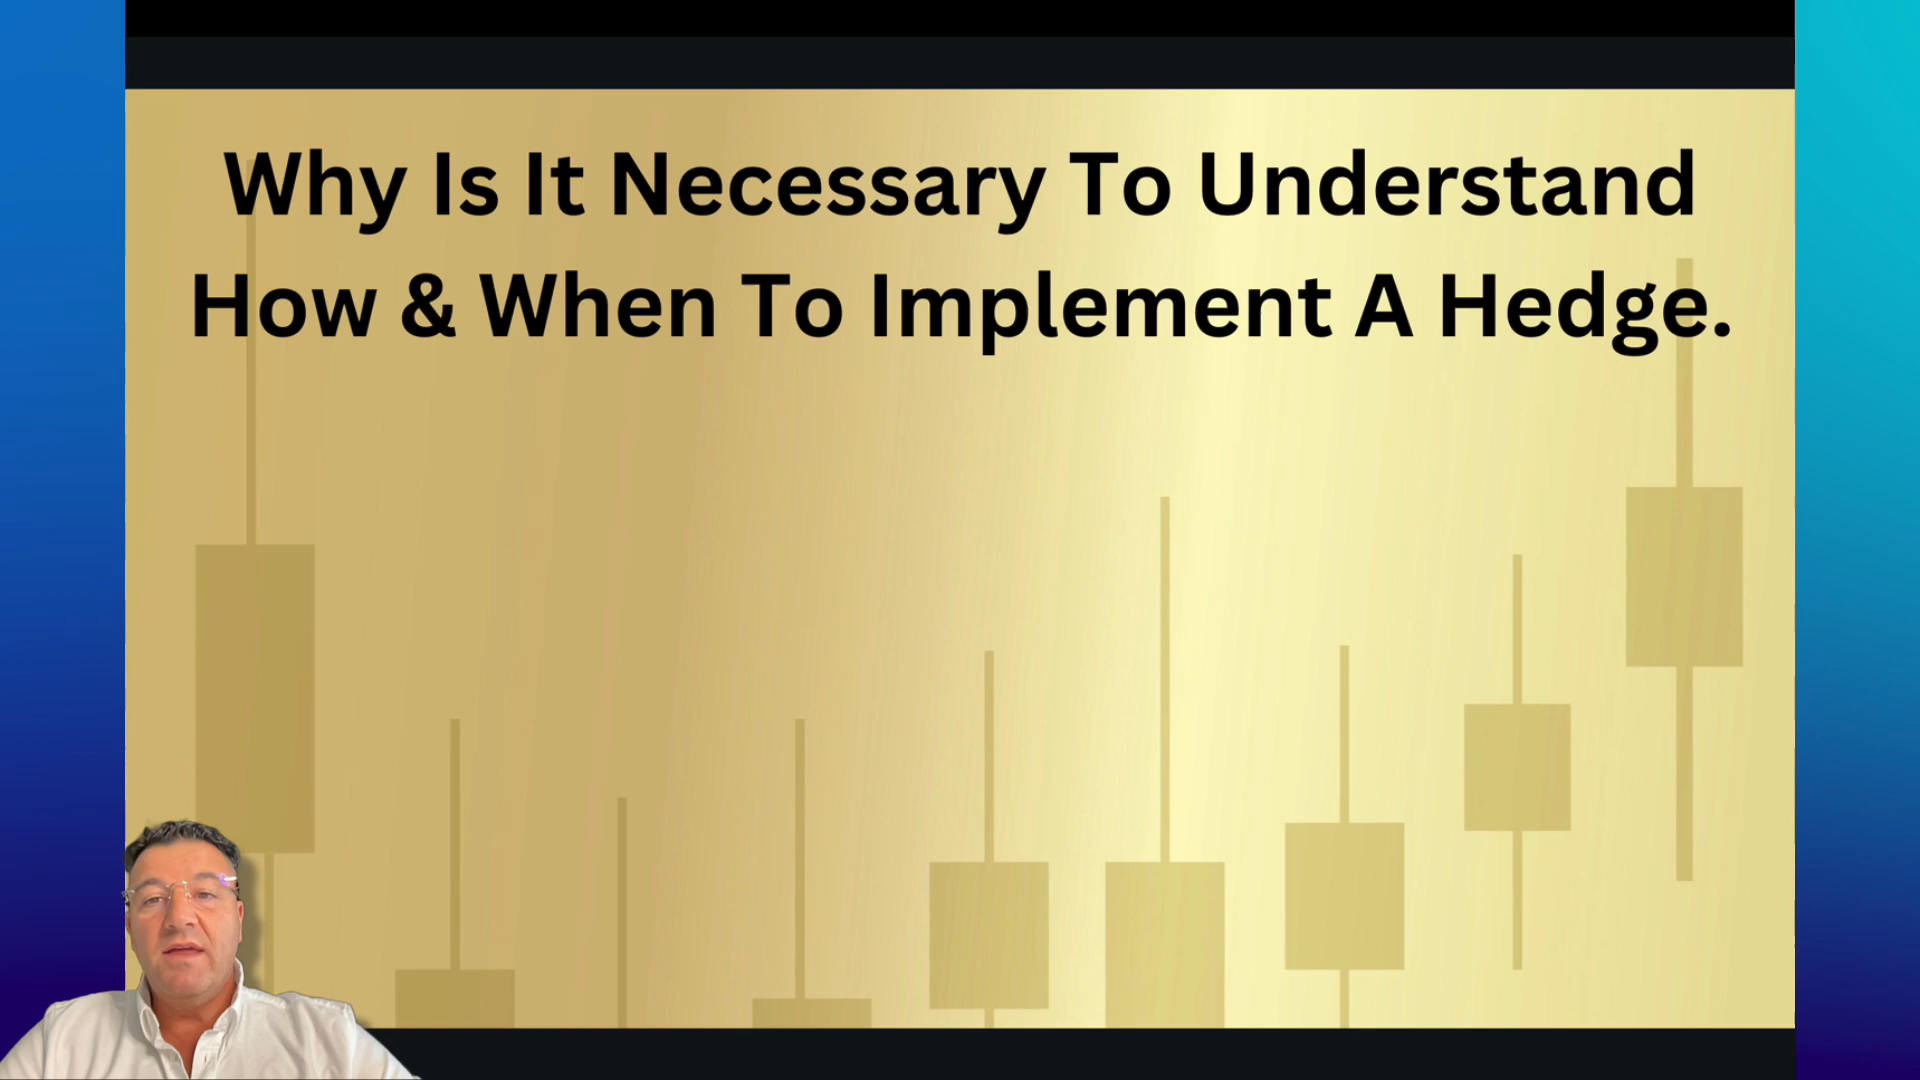 Why Is It Necessary To Understand
How & When To Implement A Hedge.